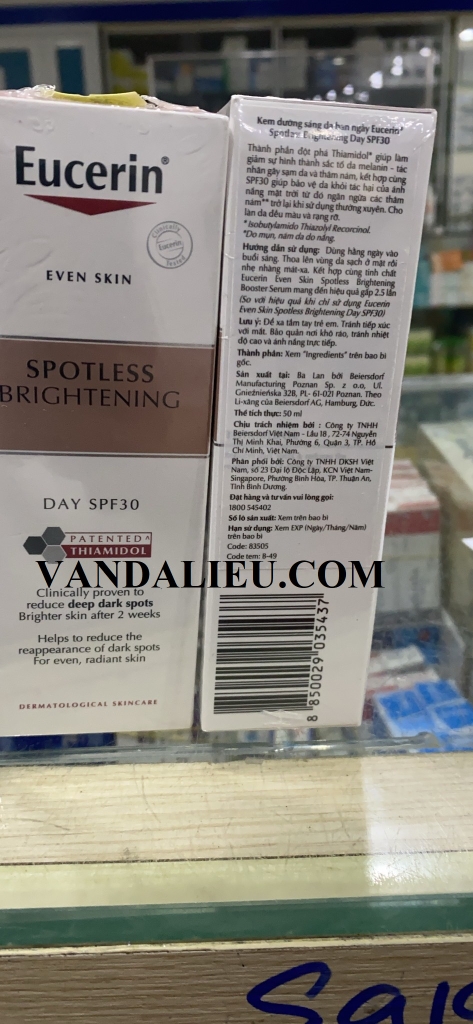 Eucerin®
Clinically
Eucerin
Tested
EVEN SKIN
SPOTLESS
BRIGHTENING
DAY SPF30
PATENTED^
THIAMIDOL
Clinically proven to
reduce deep dark spots
Brighter skin after 2 weeks
Helps to reduce the
reappearance of dark spots
For even, radiant skin
DERMATOLOGICAL SKINCARE
Kem dưỡng sáng da ban ngày Eucerin®
Spotless Brightening Day SPF30
Thành phần đột phá Thiamidol* giúp làm
giảm sự hình thành sắc tố da melanin – tác
nhân gây sạm da và thâm nám, kết hợp cùng
SPF30 giúp bảo vệ da khỏi tác hại của ánh
nắng mặt trời từ đó ngăn ngừa các thâm
nám** trở lại khi sử dụng thường xuyên. Cho
làn da đều màu và rạng rỡ.
* Isobutylamido Thiazolyl Recorcinol.
*Do mụn, nám da do nắng.
Hướng dẫn sử dụng: Dùng hằng ngày vào
buổi sáng. Thoa lên vùng da sạch ở mặt rồi
nhẹ nhàng mát-xa. Kết hợp cùng tinh chất
Eucerin Even Skin Spotless Brightening
Booster Serum mang đến hiệu quả gấp 2.5 lần
(So với hiệu quả khi chỉ sử dụng Eucerin
Even Skin Spotless Brightening Day SPF30)
Lưu ý: Để xa tầm tay trẻ em. Tránh tiếp xúc
với mắt. Bảo quản nơi khô ráo, tránh nhiệt
độ cao và ánh nắng trực tiếp.
Thành phần: Xem "Ingredients" trên bao bì
gốc.
Sản xuất tại: Ba Lan bởi Beiersdorf
Manufacturing Poznan Sp. z o.o, Ul.
Gnieźnieńska 32B, PL- 61-021 Poznan. Theo
Li-xăng của Beiersdorf AG, Hamburg, Đức.
Thể tích thực: 50 ml
Chịu trách nhiệm bởi : Công ty TNHH
Beiersdorf Việt Nam - Lầu 18 , 72-74 Nguyễn
Thị Minh Khai, Phường 6, Quận 3, TP. Hồ
Chí Minh, Việt Nam.
Phân phối bởi: Công ty TNHH DKSH Việt
Nam, số 23 Đại lộ Độc Lập, KCN Việt Nam-
Singapore, Phường Bình Hòa, TP. Thuận An,
Tỉnh Bình Dương.
Đặt hàng và tư vấn vui lòng gọi:
1800 545402
Số lô sản xuất: Xem trên bao bì
Hạn sử dụng: Xem EXP (Ngày/Tháng/Năm)
trên bao bì
Code: 83505
Code tem: B-49
8 850029 035437
VANDALIEU.COM